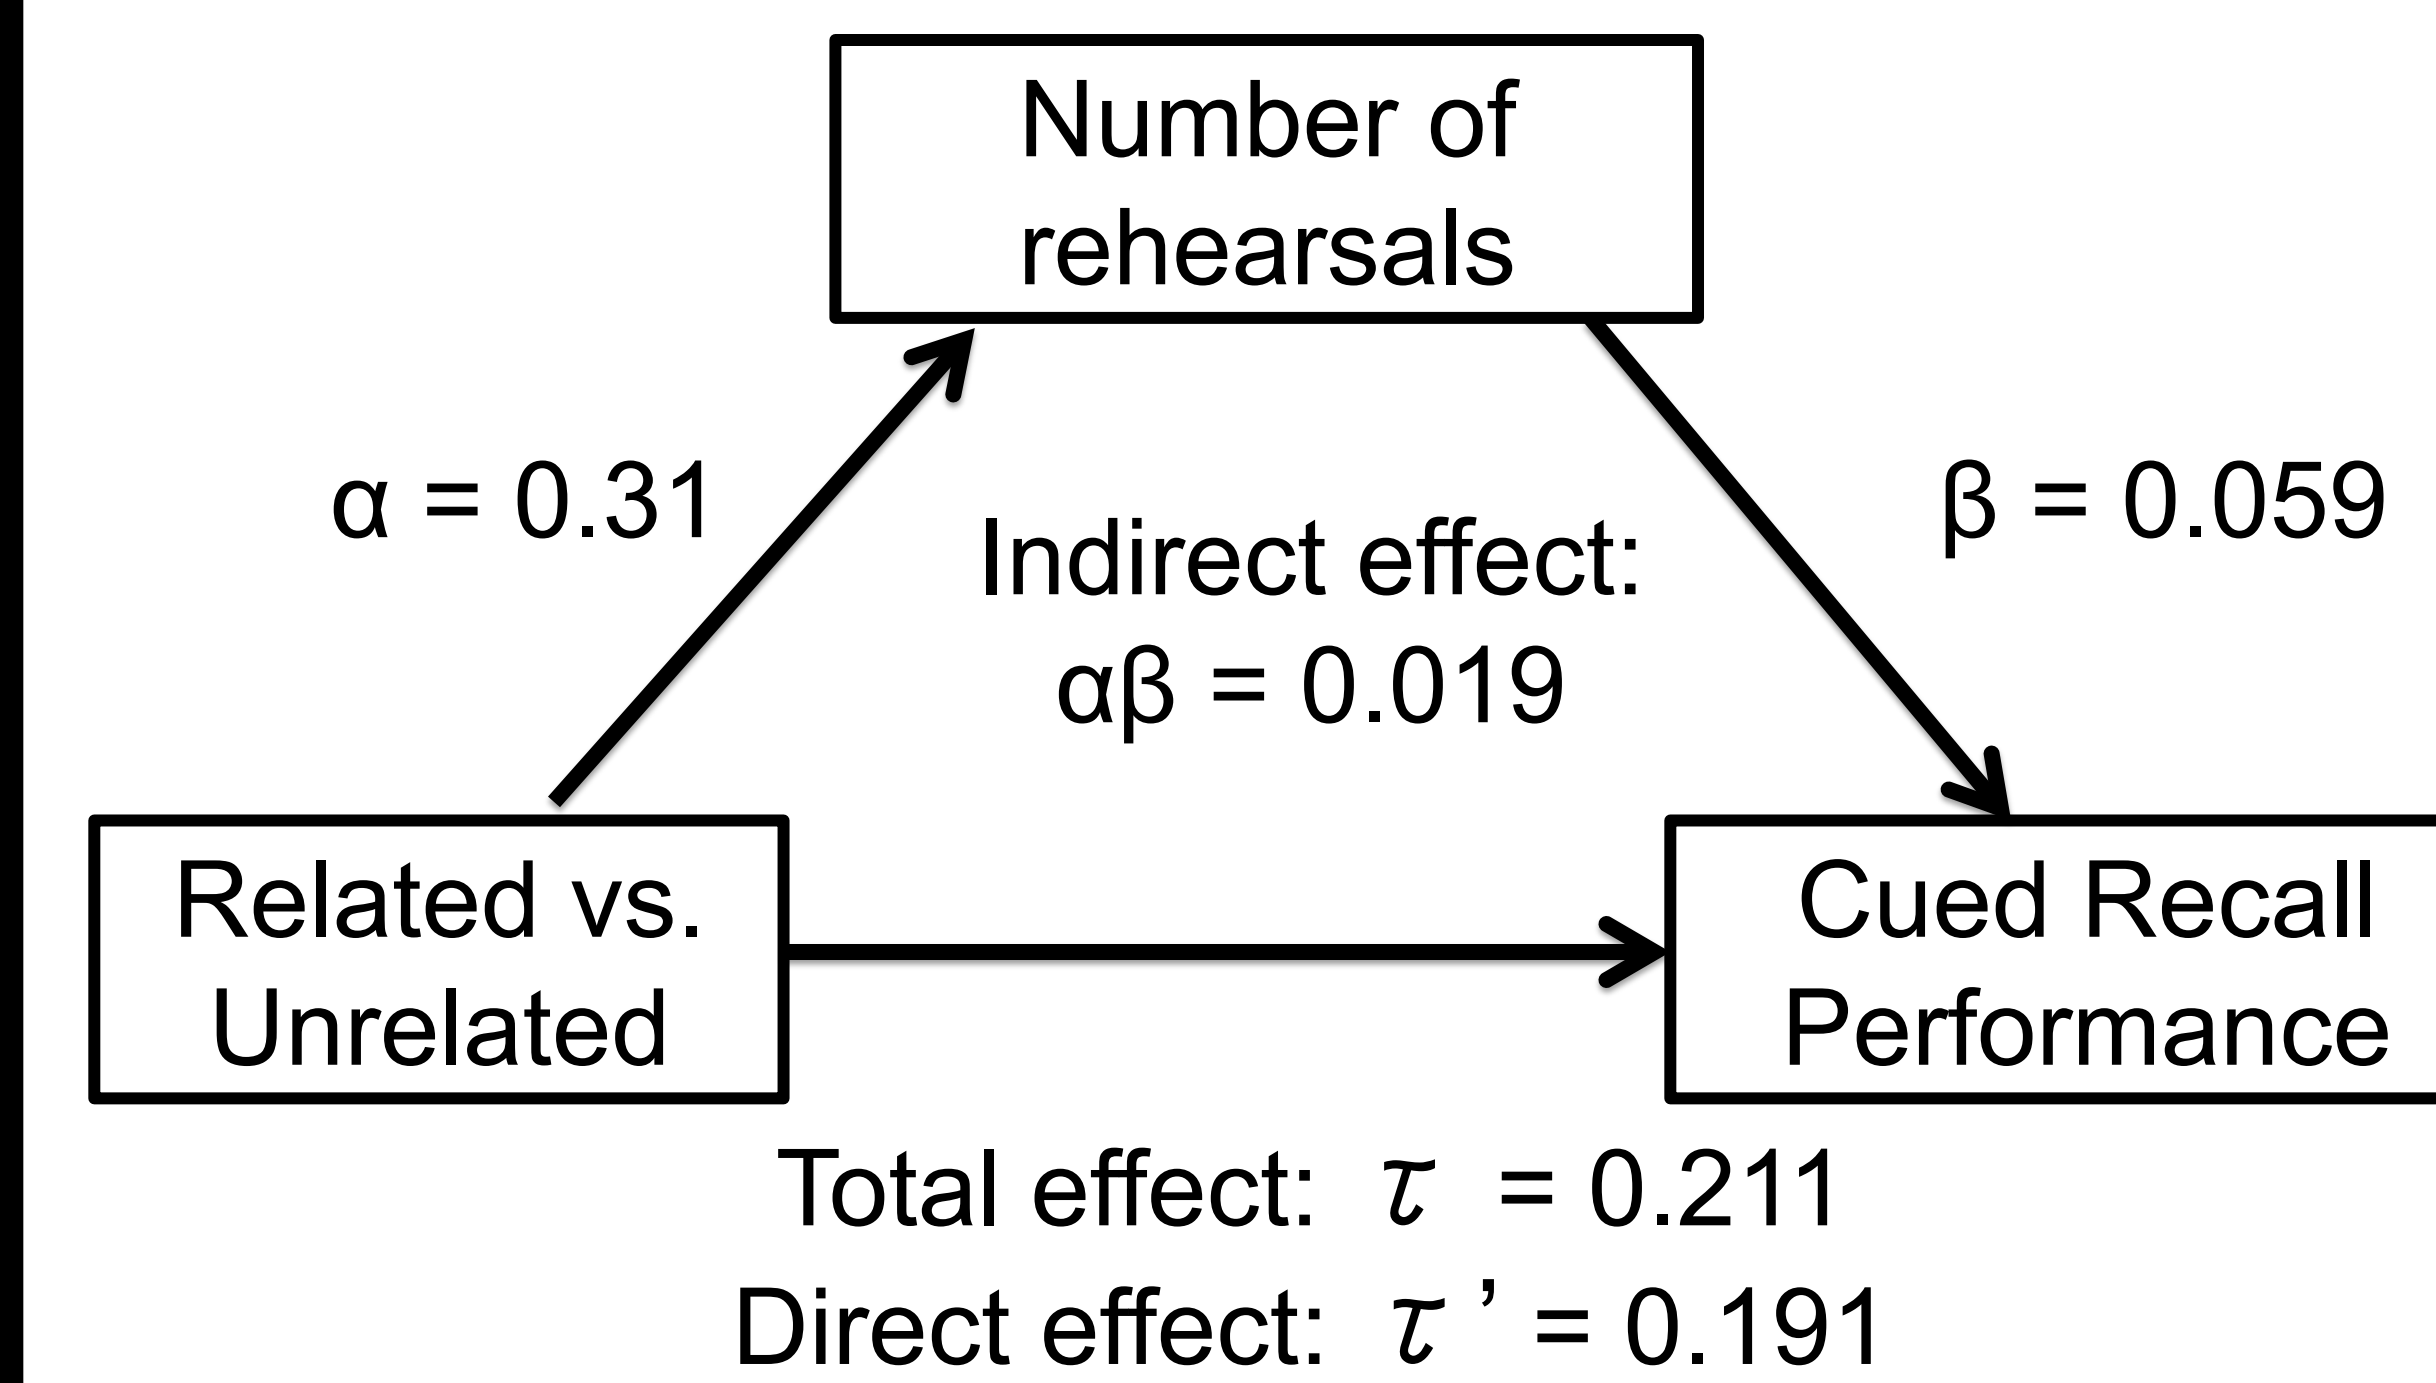 Number of
rehearsals
α = 0.31
β = 0.059
Indirect effect:
αβ = 0.019
Related vs.
Unrelated
Cued Recall
Performance
Total effect: τ = 0.211
Direct effect: τ ’ = 0.191